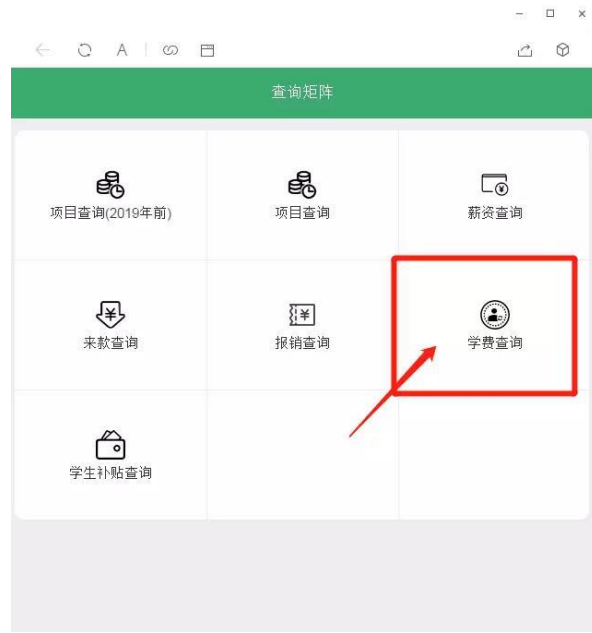 A
查询矩阵
项目查询(2019年前)
项目查询
薪资查询
来款查询
报销查询
学费查询
学生补贴查询